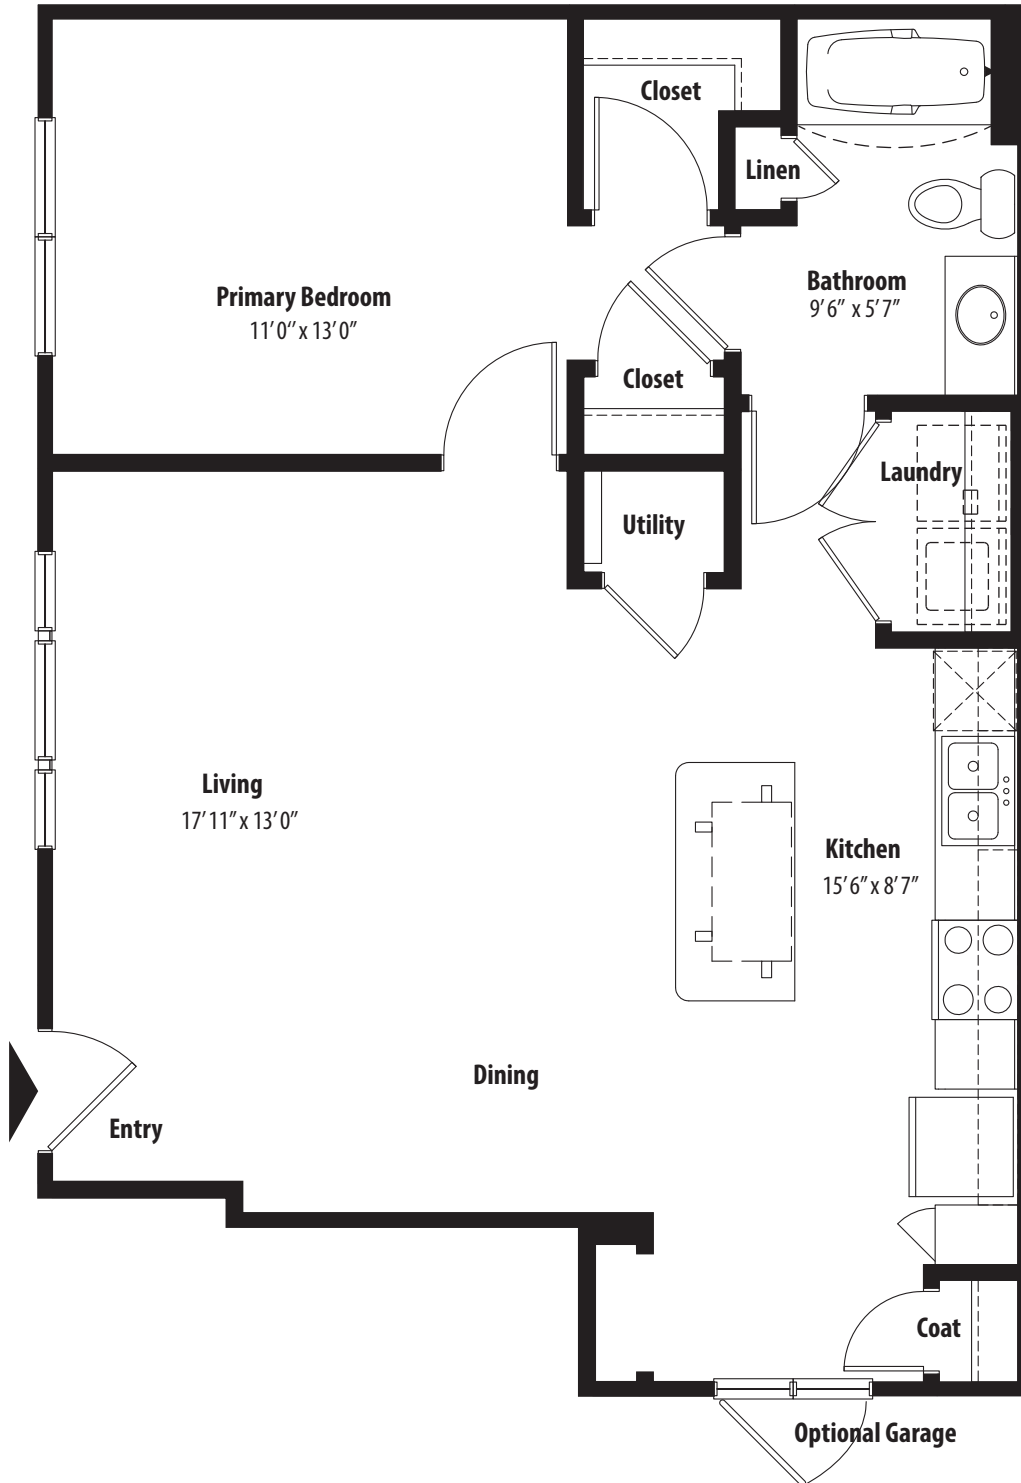 Closet
Linen
Primary Bedroom
11'0" x 13'0"
Bathroom
9'6" x 5'7"
Closet
Laundry
Utility
Living
17'11" x 13'0"
Kitchen
15'6" x 8'7"
Dining
Entry
Coat
Optional Garage